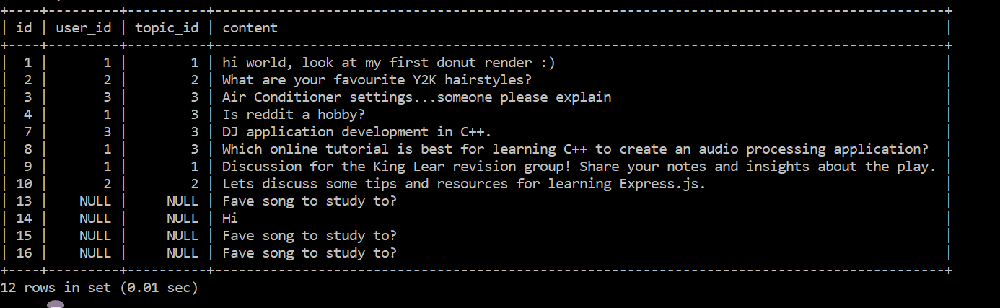 +----+---------+----------+---------------------------------------------------------------------------------------------+
| id | user_id | topic_id | content                                                                                     |
+----+---------+----------+---------------------------------------------------------------------------------------------+
|  1 |       1 |        1 | hi world, look at my first donut render :)                                                  |
|  2 |       2 |        2 | What are your favourite Y2K hairstyles?                                                     |
|  3 |       3 |        3 | Air Conditioner settings...someone please explain                                           |
|  4 |       1 |        3 | Is reddit a hobby?                                                                          |
|  7 |       3 |        3 | DJ application development in C++.                                                          |
|  8 |       1 |        3 | Which online tutorial is best for learning C++ to create an audio processing application?  |
|  9 |       1 |        1 | Discussion for the King Lear revision group! Share your notes and insights about the play. |
| 10 |       2 |        2 | Lets discuss some tips and resources for learning Express.js.                               |
| 13 |    NULL |     NULL | Fave song to study to?                                                                      |
| 14 |    NULL |     NULL | Hi                                                                                          |
| 15 |    NULL |     NULL | Fave song to study to?                                                                      |
| 16 |    NULL |     NULL | Fave song to study to?                                                                      |
+----+---------+----------+---------------------------------------------------------------------------------------------+
12 rows in set (0.01 sec)